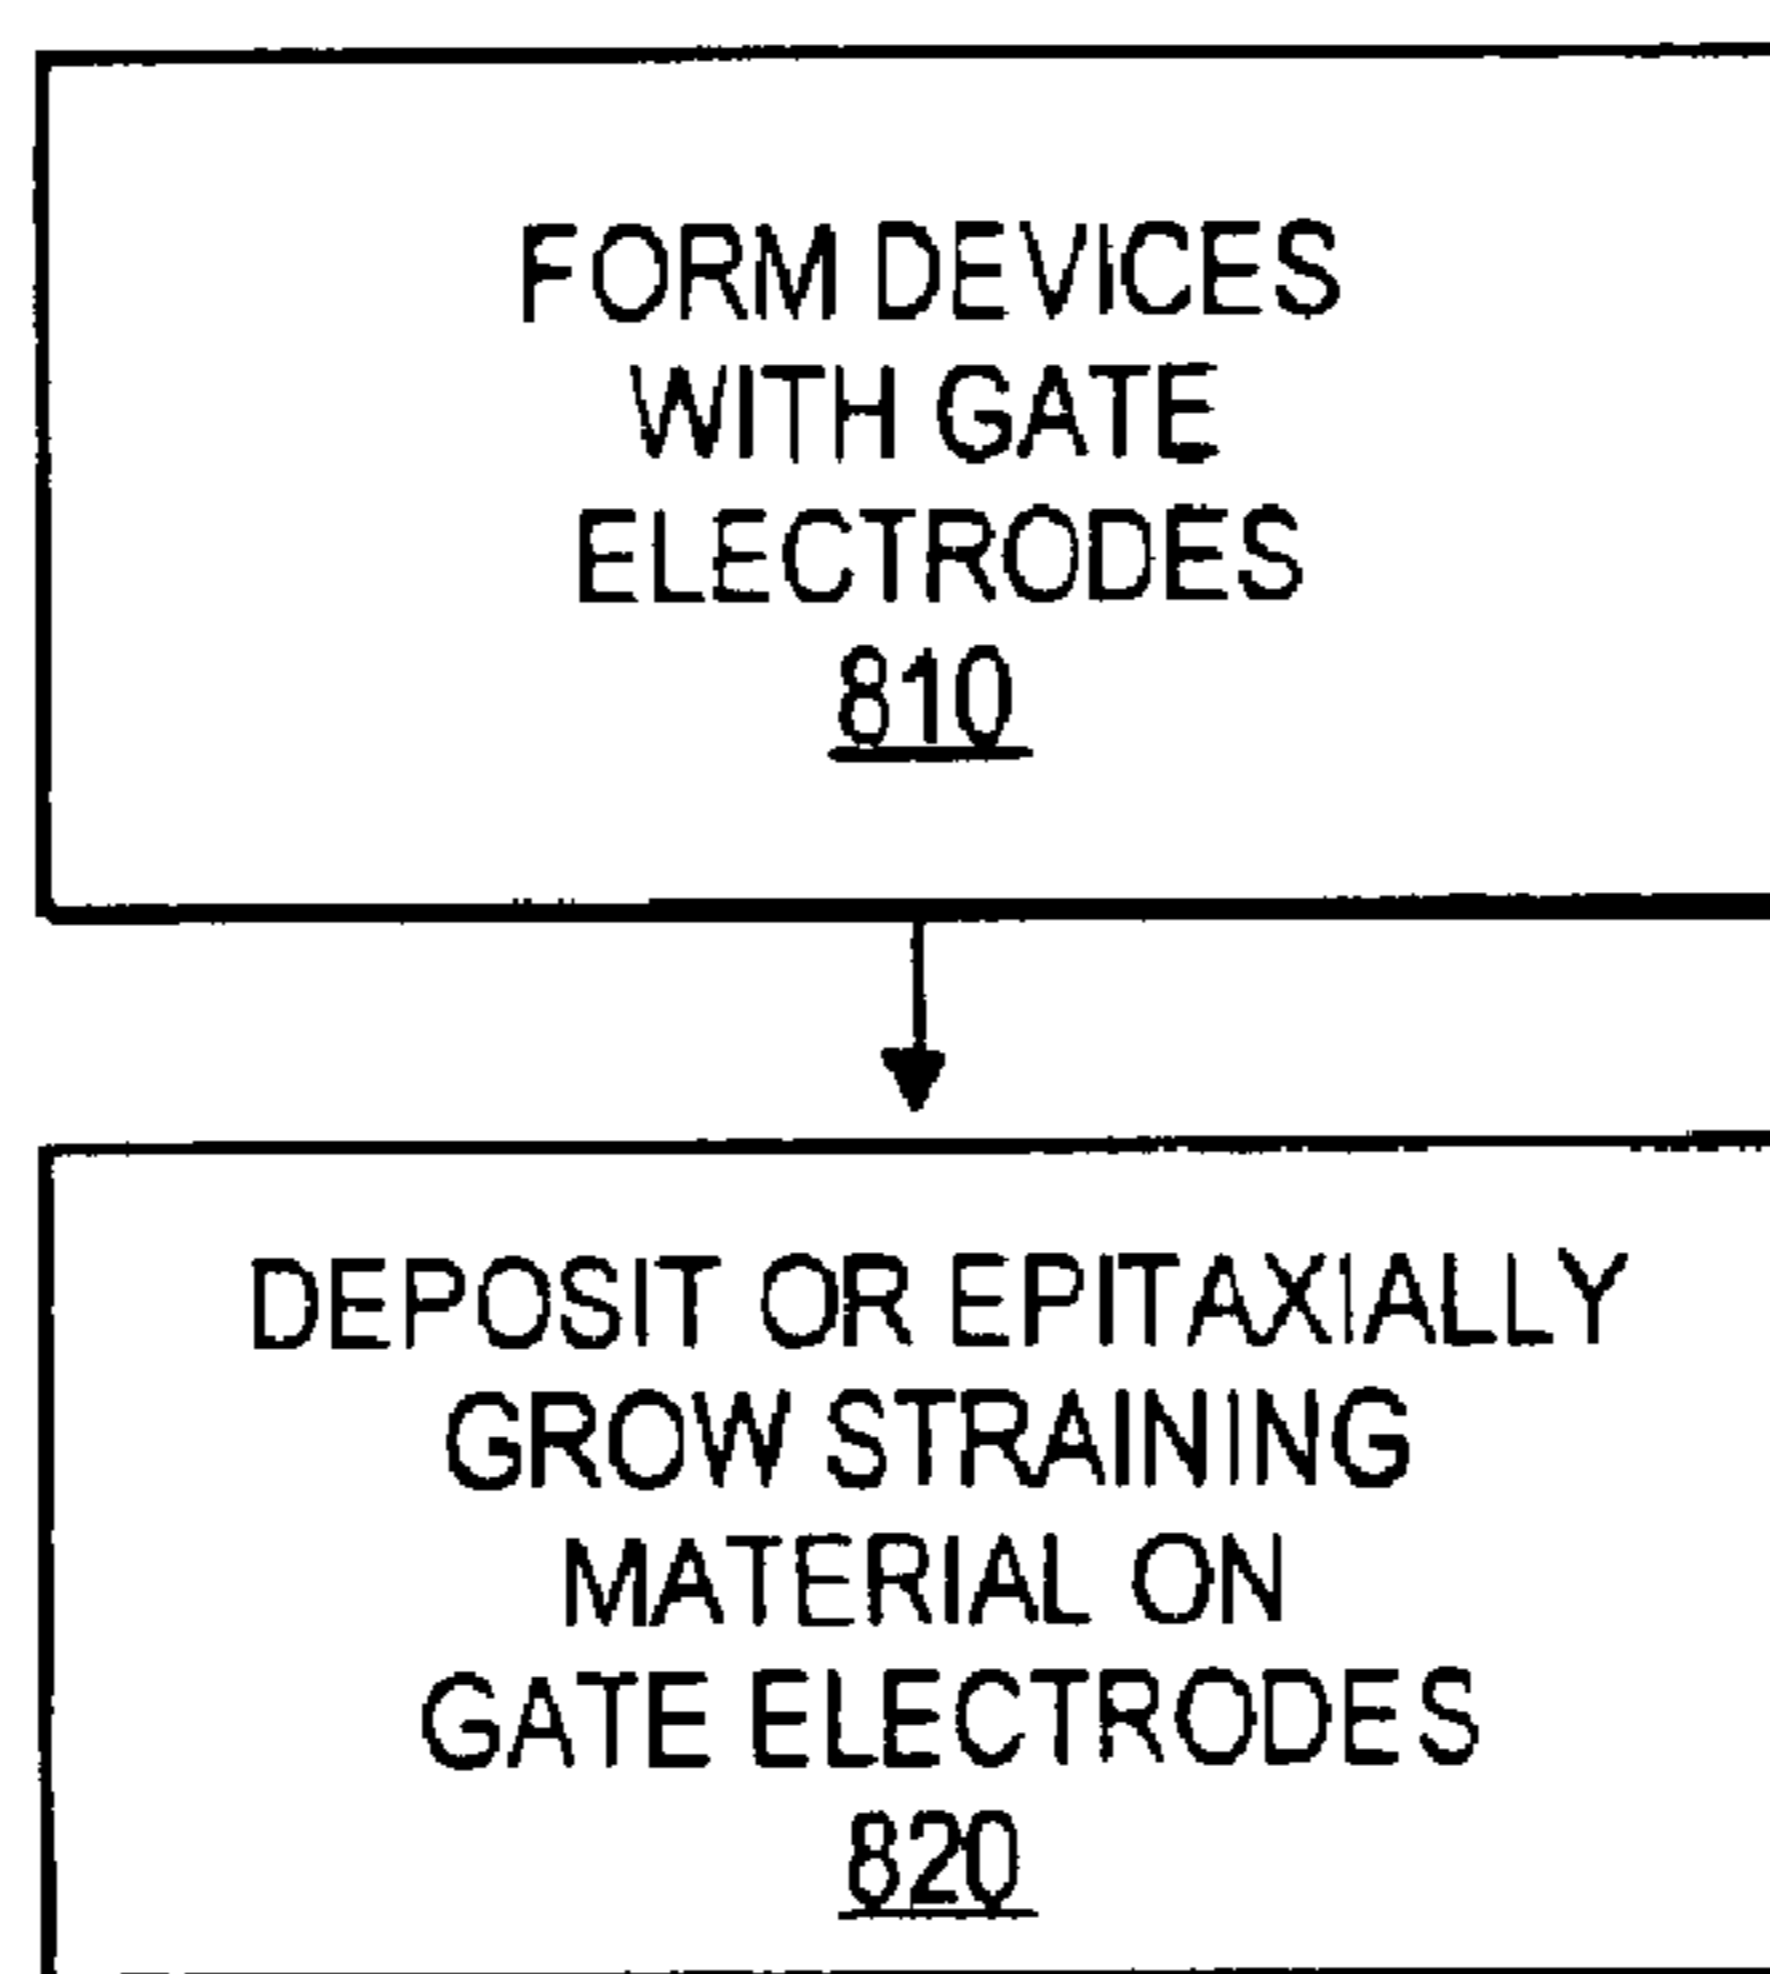 FORM DEVICES
WITH GATE
ELECTRODES
810
DEPOSIT OR EPITAXIALLY
GROW STRAINING
MATERIAL ON
GATE ELECTRODES
820